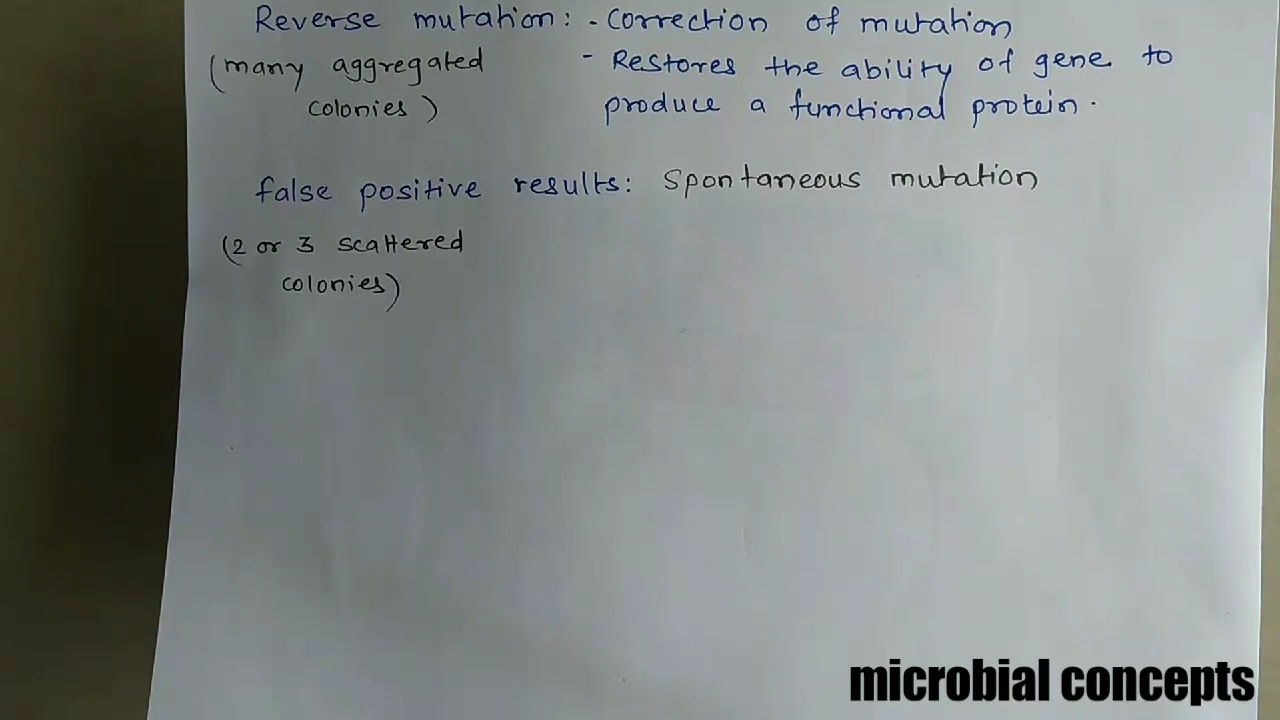 Reverse mutation: - Correction of mutation
(many aggregated colonies)
- Restores the ability of gene to
produce a functional protein.
false positive results: Spontaneous mutation
(2 or 3 scattered
colonies)
microbial concepts